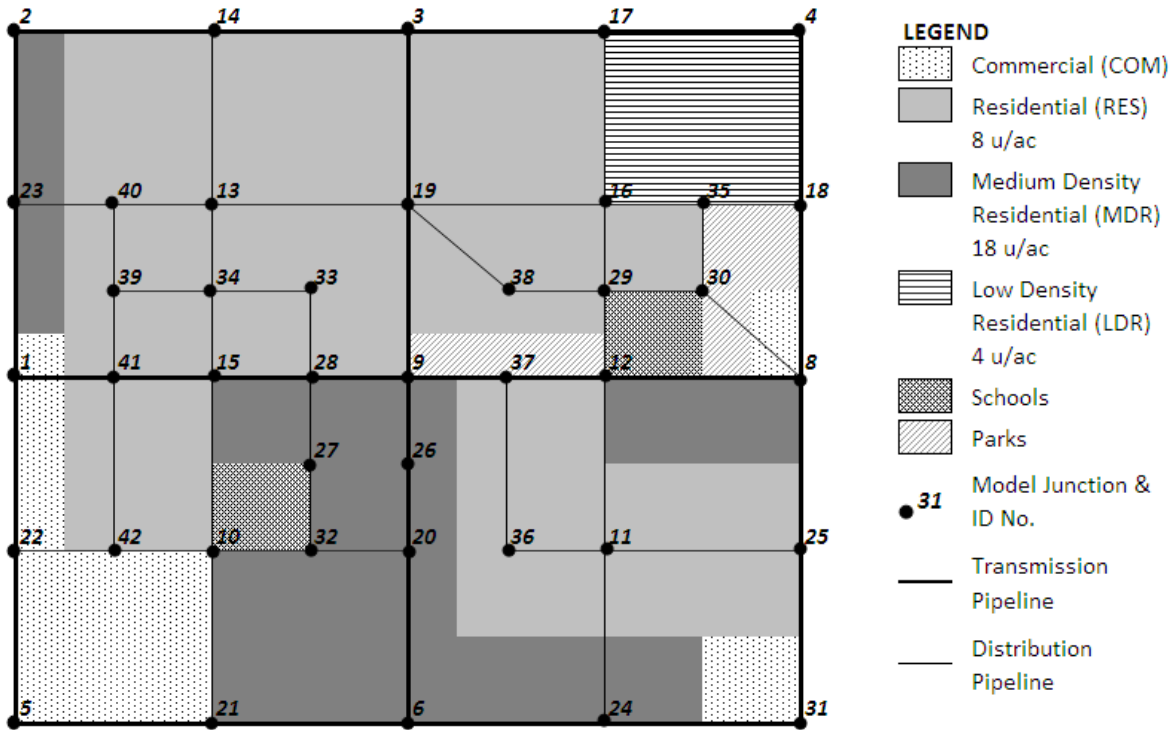 2 14 3 17 4
23 40 13 19 16 35 18
39 34 33 38 29 30
1 41 15 28 9 37 12 8
27 26
22 42 10 32 20 36 11 25
5 21 6 24 31
LEGEND
Commercial (COM)
Residential (RES)
8 u/ac
Medium Density
Residential (MDR)
18 u/ac
Low Density
Residential (LDR)
4 u/ac
Schools
Parks
31 Model Junction &
ID No.
Transmission
Pipeline
Distribution
Pipeline